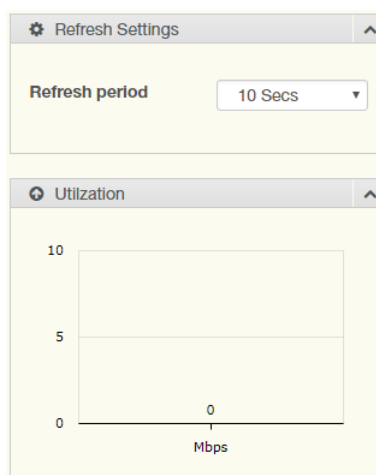 Refresh Settings
Refresh period
10 Secs
Utilzation
10
5
0
0
Mbps